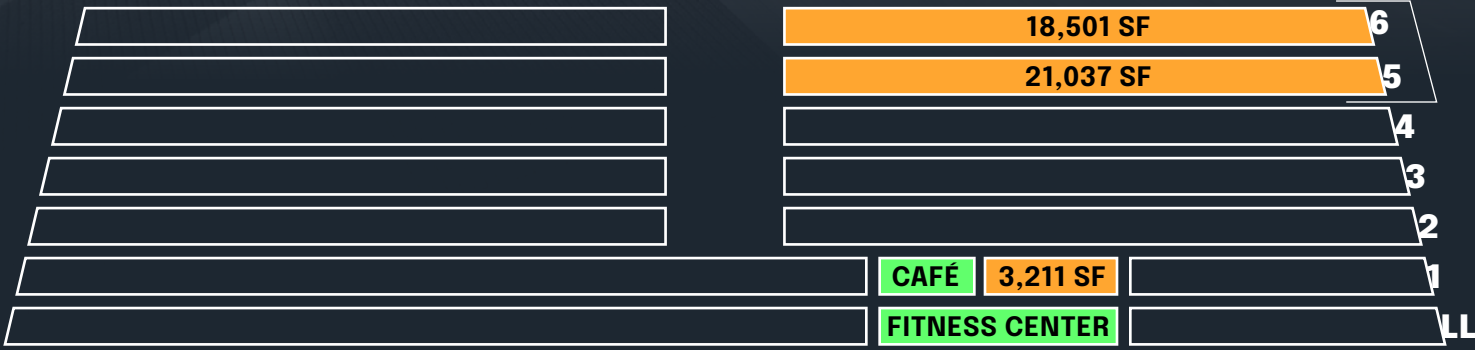 18,501 SF 6
21,037 SF 5
4
3
2
CAFÉ 3,211 SF 1
FITNESS CENTER LL